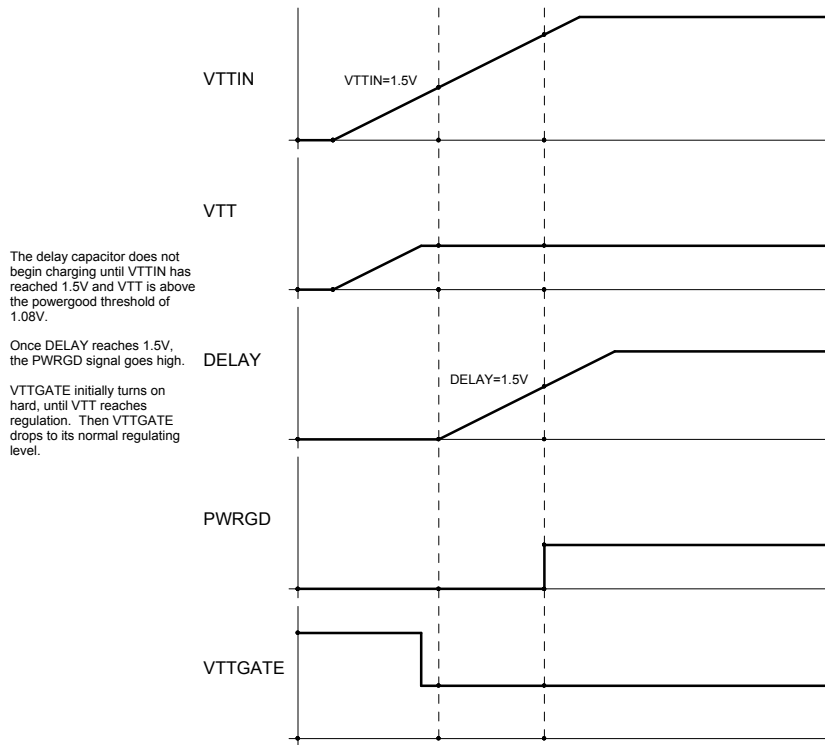 VTTIN
VTTIN=1.5V
VTT
The delay capacitor does not
begin charging until VTTIN has
reached 1.5V and VTT is above
the powergood threshold of
1.08V.
Once DELAY reaches 1.5V,
the PWRGD signal goes high.
VTTGATE initially turns on
hard, until VTT reaches
regulation. Then VTTGATE
drops to its normal regulating
level.
DELAY
DELAY=1.5V
PWRGD
VTTGATE